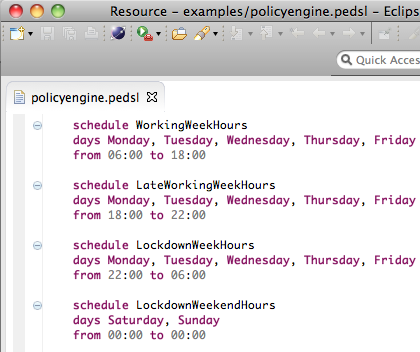 Resource - examples/policyengine.pedsl - Eclips
Quick Access
policyengine.pedsl
schedule WorkingWeekHours
days Monday, Tuesday, Wednesday, Thursday, Friday
from 06:00 to 18:00
schedule LateWorkingWeekHours
days Monday, Tuesday, Wednesday, Thursday, Friday
from 18:00 to 22:00
schedule LockdownWeekHours
days Monday, Tuesday, Wednesday, Thursday, Friday
from 22:00 to 06:00
schedule LockdownWeekendHours
days Saturday, Sunday
from 00:00 to 00:00